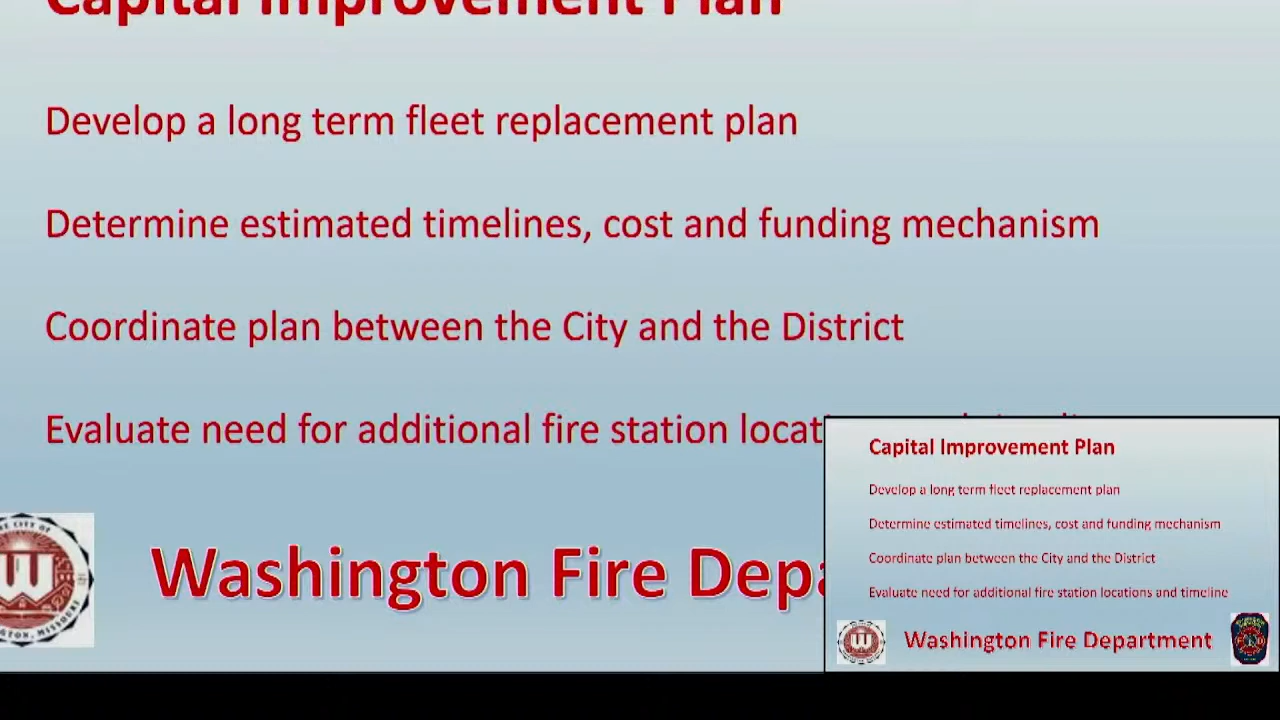 Capital Improvement Plan
Develop a long term fleet replacement plan
Determine estimated timelines, cost and funding mechanism
Coordinate plan between the City and the District
Evaluate need for additional fire station
Washington Fire
Capital Improvement Plan
Develop a long term fleet replacement plan
Determine estimated timelines, cost and funding mechanism
Coordinate plan between the City and the District
Evaluate need for additional fire station locations and timeline
Washington Fire Department